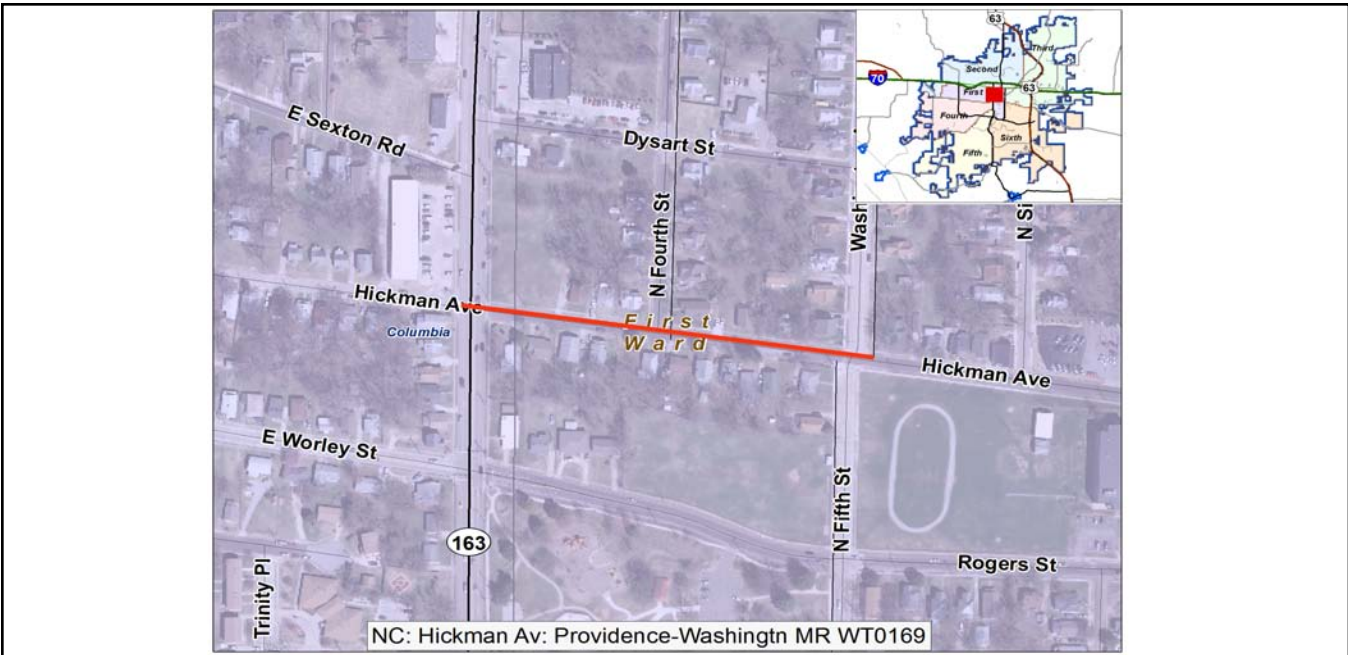 63
Third
Second
70
First
63
Fourth
Sixth
Fifth
E Sexton Rd
Dysart St
N Fourth St
Washi
N Si
Hickman Ave
Columbia
First
Ward
Hickman Ave
E Worley St
N Fifth St
163
Rogers St
Trinity Pl
NC: Hickman Av: Providence-Washingtn MR WT0169